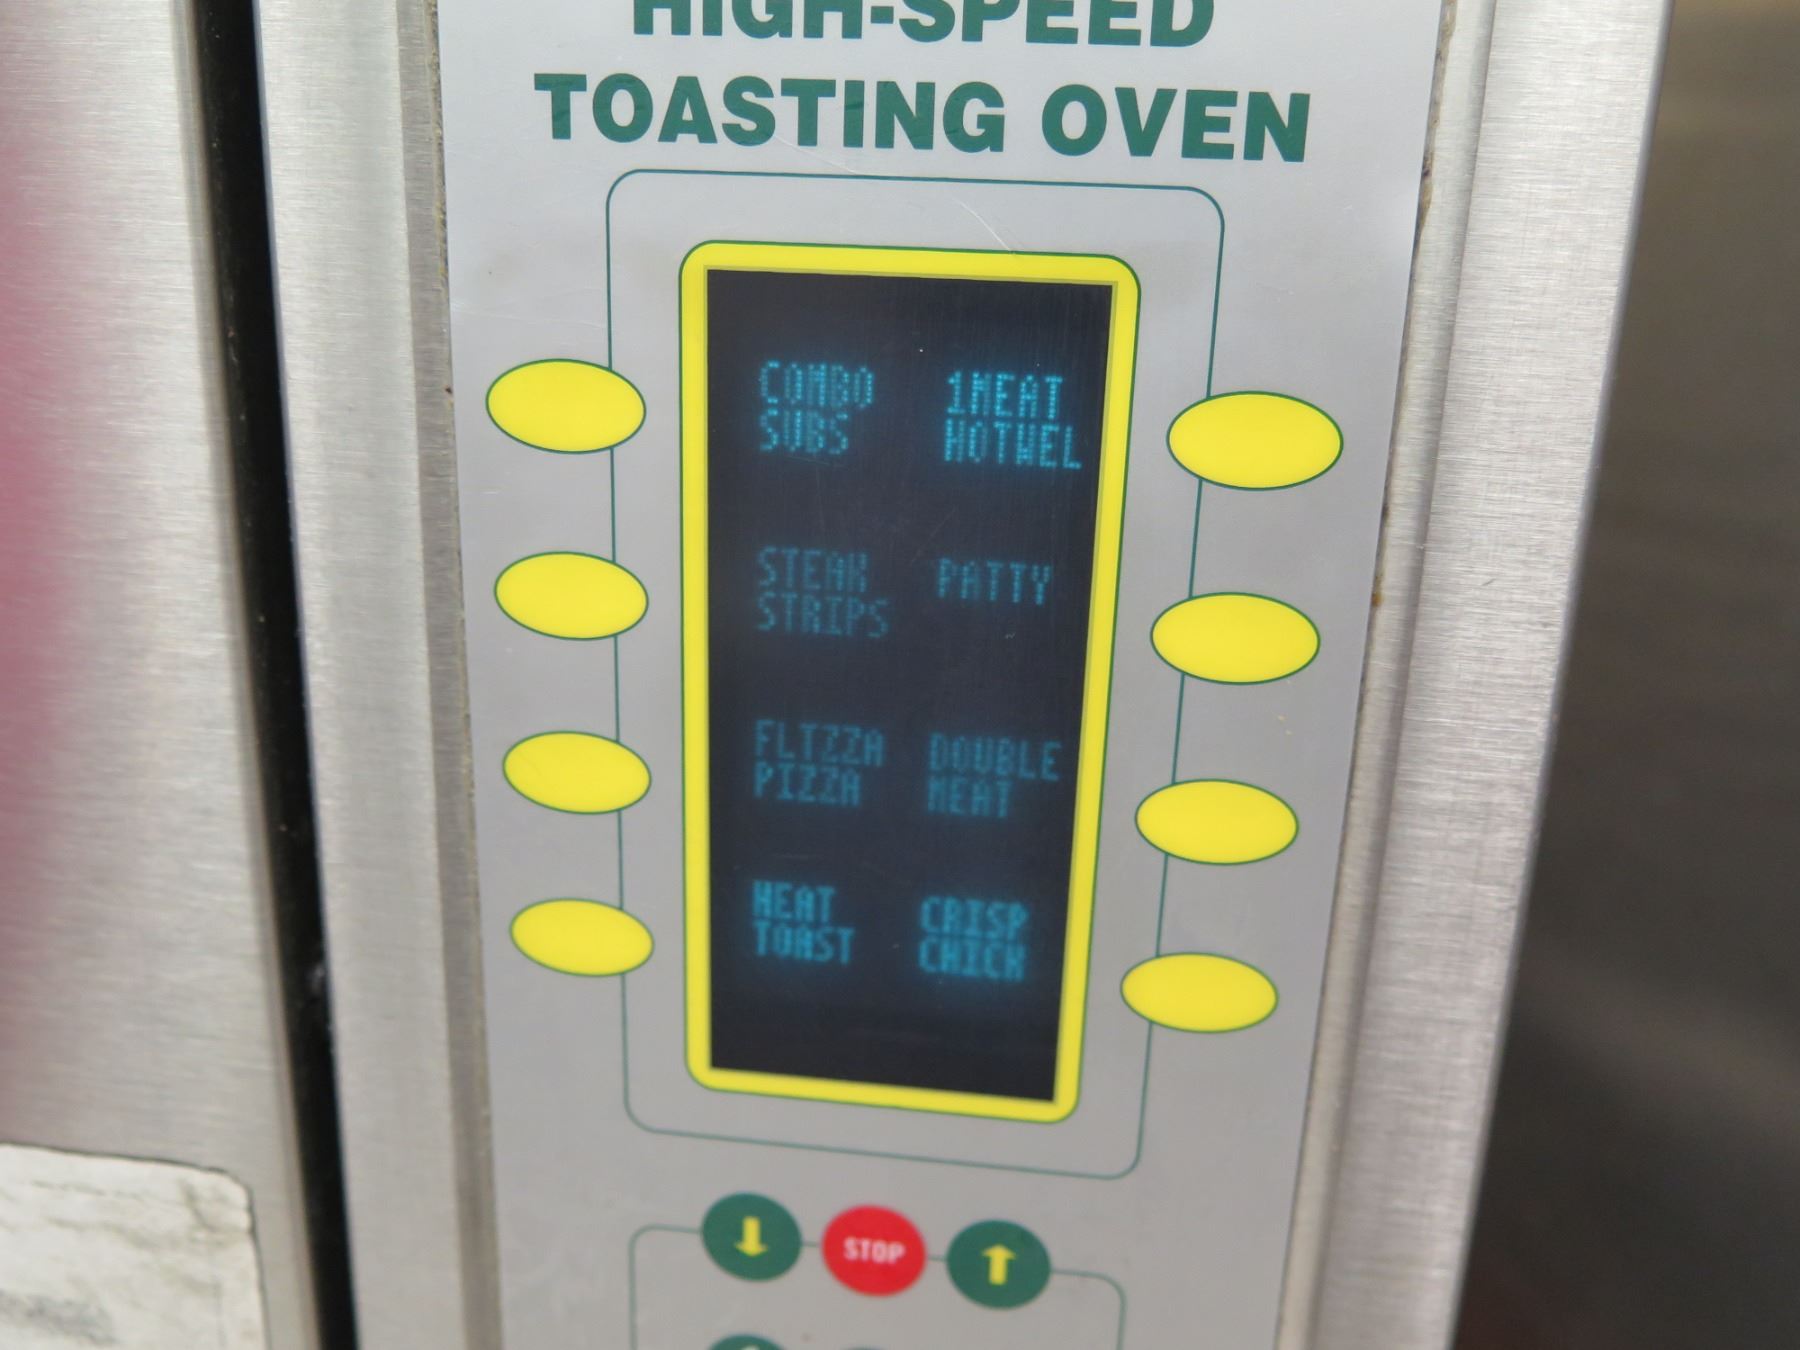 HIGH-SPEED
TOASTING OVEN
COMBO
SUBS
1MEAT
HOTWEL
STEAK
STRIPS
PATTY
FLTZZA
PIZZA
DOUBLE
MEAT
HEAT
TOAST
CRISP
CHICK
STOP